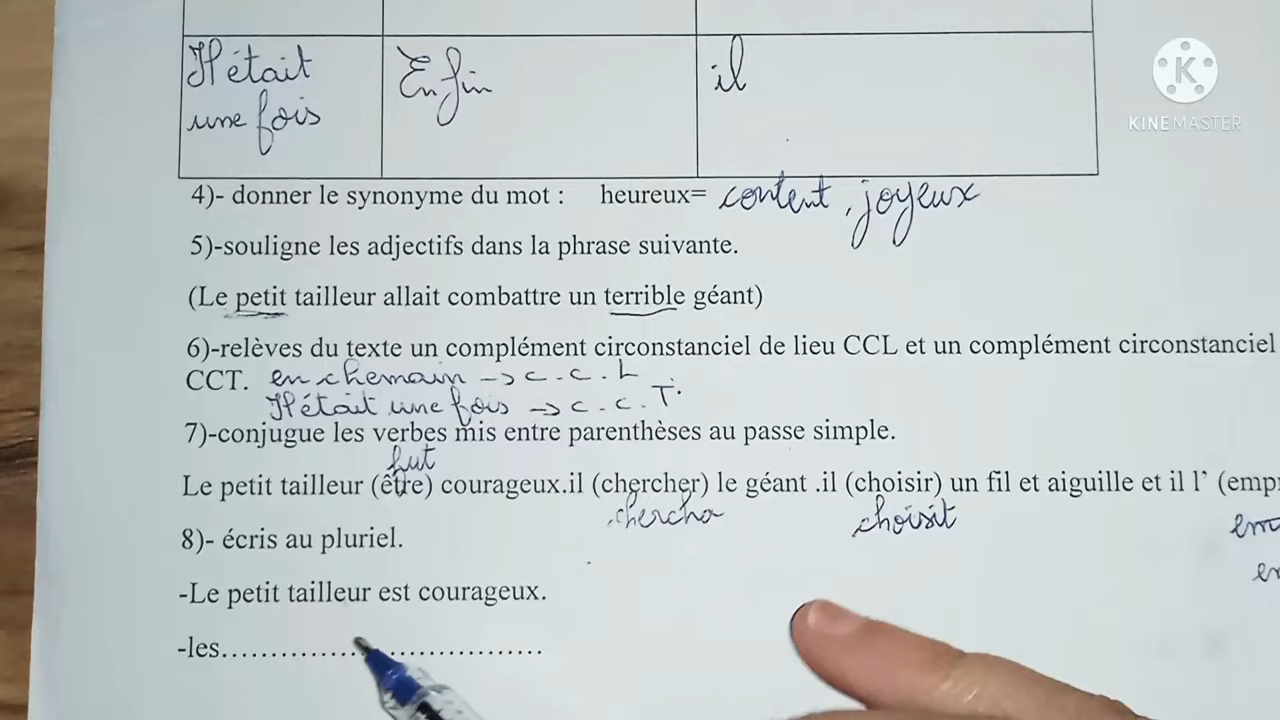 Il était
une fois
Enfin
il
KINEMASTER
4)- donner le synonyme du mot : heureux= content, joyeux
5)-souligne les adjectifs dans la phrase suivante.
(Le petit tailleur allait combattre un terrible géant)
6)-relèves du texte un complément circonstanciel de lieu CCL et un complément circonstanciel
CCT. en chemain -> C.C.L
Il était une fois -> C.C.T.
7)-conjugue les verbes mis entre parenthèses au passe simple.
fut
Le petit tailleur (être) courageux.il (chercher) le géant .il (choisir) un fil et aiguille et il l' (emp
chercha choisit em
8)- écris au pluriel.
en
-Le petit tailleur est courageux.
-les................................